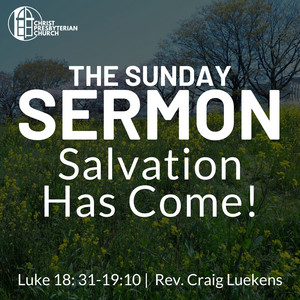 CHRIST
PRESBYTERIAN
CHURCH
THE SUNDAY
SERMON
Salvation
Has Come!
Luke 18: 31-19:10 | Rev. Craig Luekens